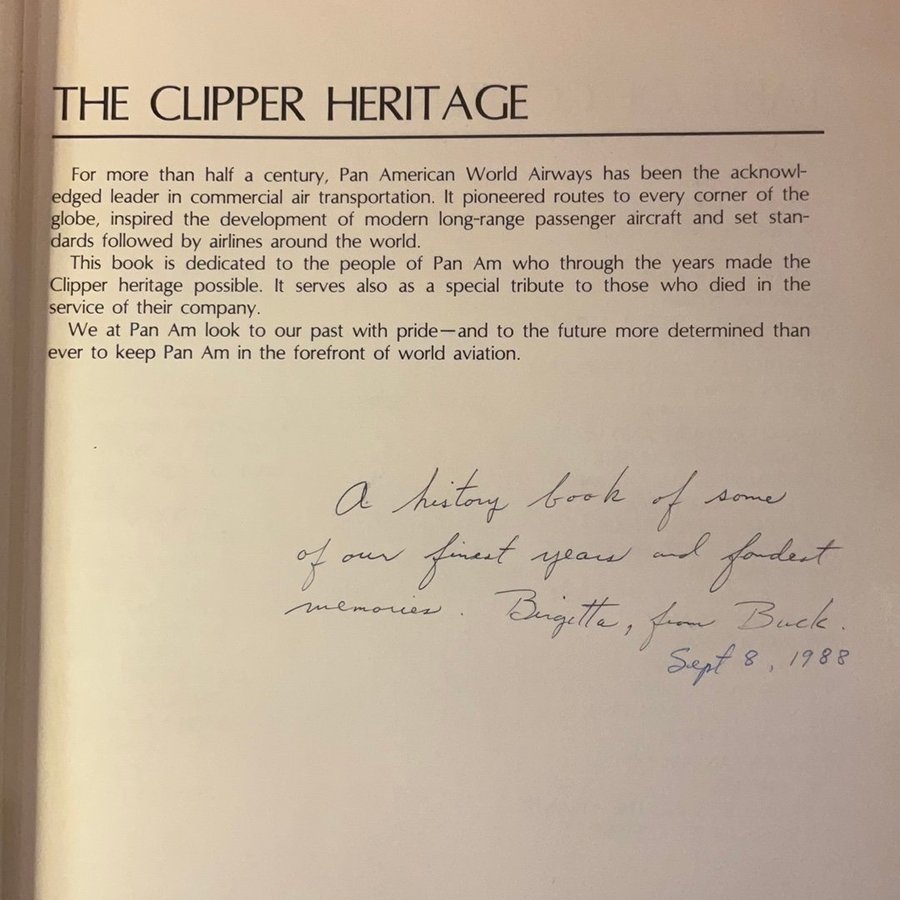 THE CLIPPER HERITAGE
For more than half a century, Pan American World Airways has been the acknowl-
edged leader in commercial air transportation. It pioneered routes to every corner of the
globe, inspired the development of modern long-range passenger aircraft and set stan-
dards followed by airlines around the world.
This book is dedicated to the people of Pan Am who through the years made the
Clipper heritage possible. It serves also as a special tribute to those who died in the
service of their company.
We at Pan Am look to our past with pride—and to the future more determined than
ever to keep Pan Am in the forefront of world aviation.
A history book of some
of our finest years and fondest
memories. Birgitta, from Buck.
Sept 8, 1988